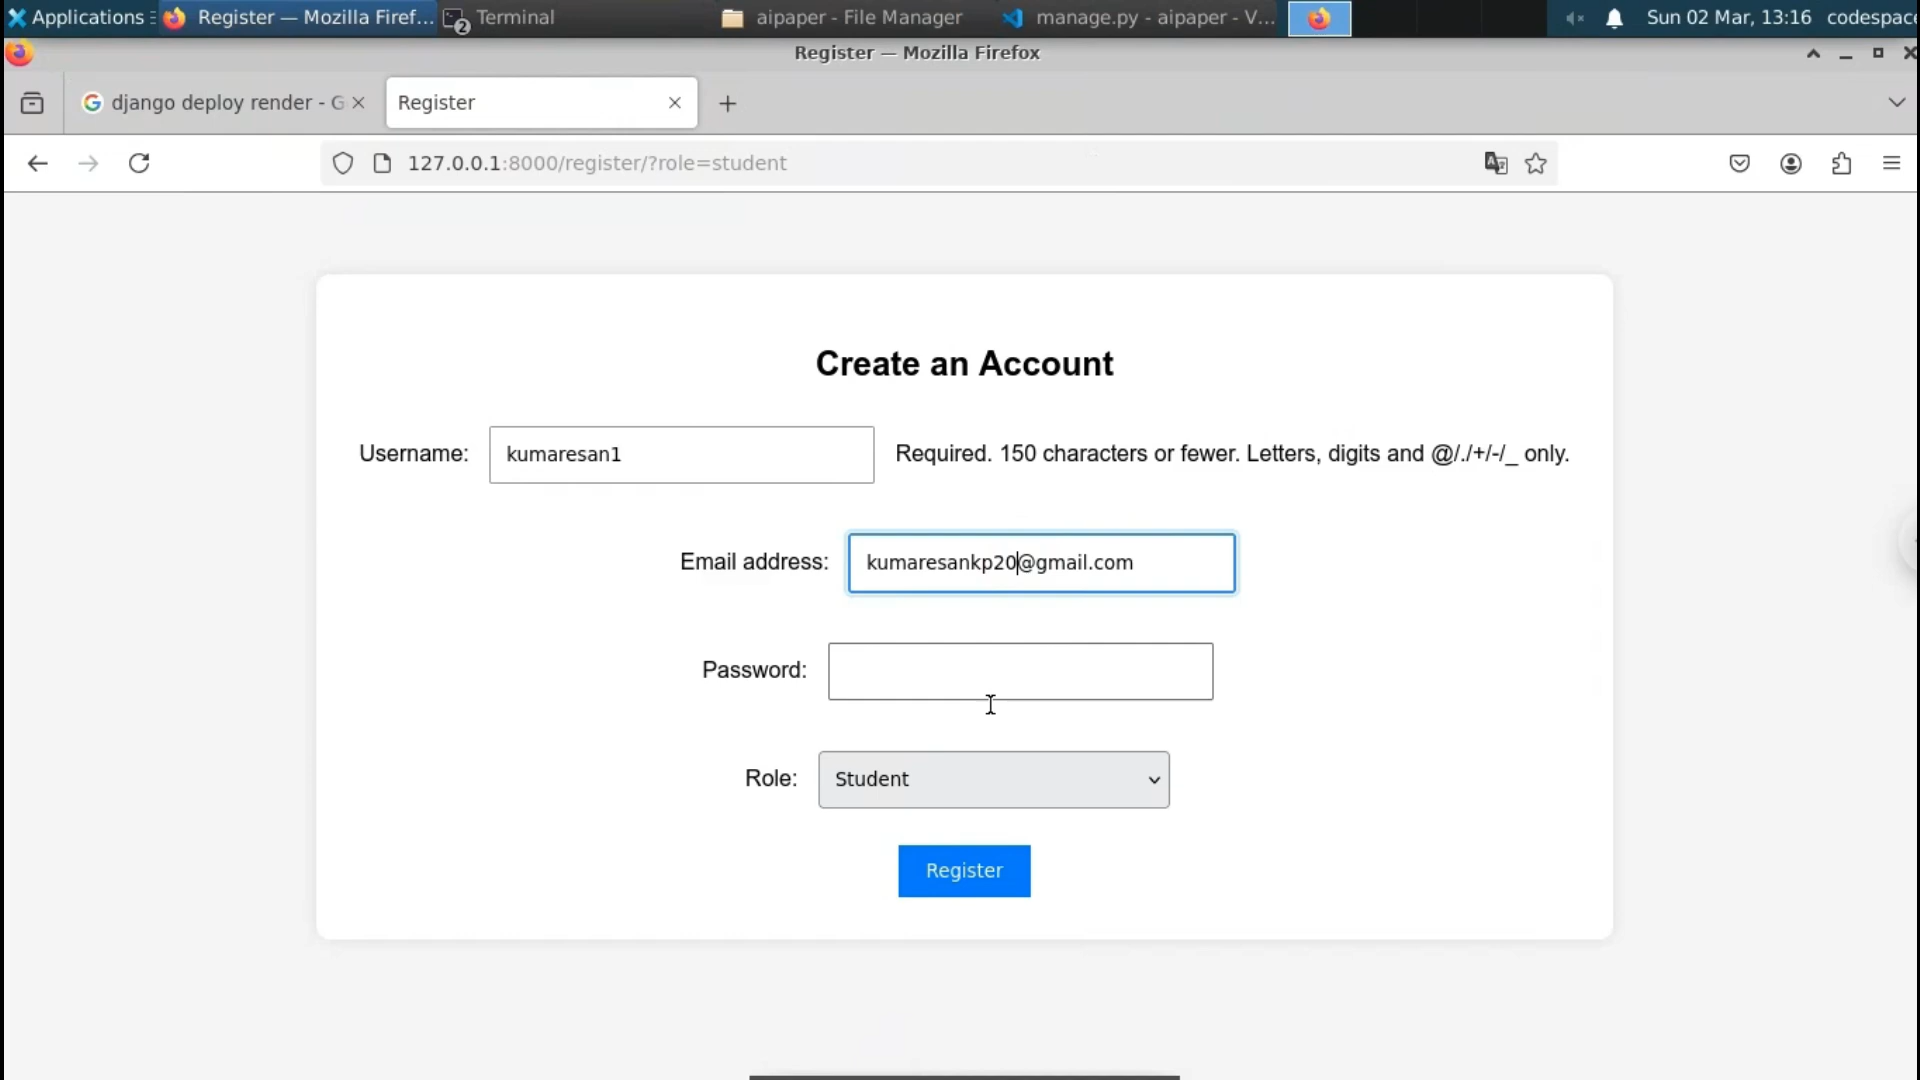 Applications Register — Mozilla Firef... 2 Terminal aipaper - File Manager manage.py - aipaper - V... Sun 02 Mar, 13:16 codespace
Register — Mozilla Firefox
django deploy render - G Register
127.0.0.1:8000/register/?role=student
Create an Account
Username: kumaresan1 Required. 150 characters or fewer. Letters, digits and @/./+/-/_ only.
Email address: kumaresankp20@gmail.com
Password:
Role: Student
Register